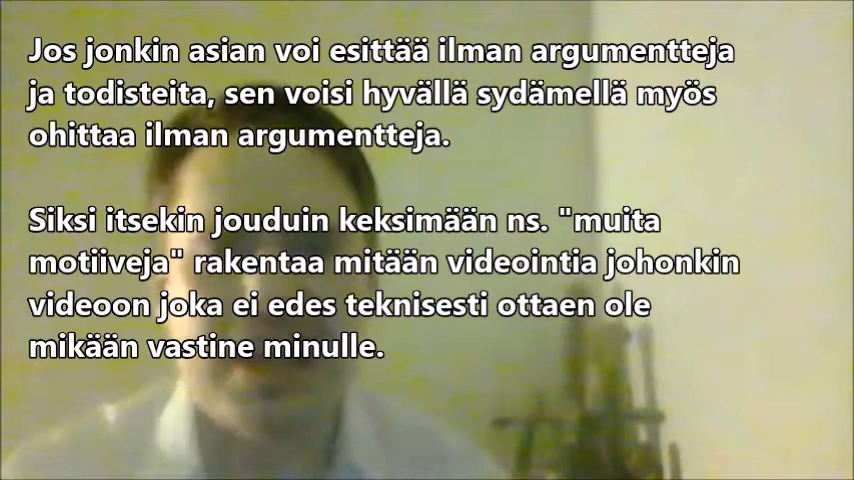 Jos jonkin asian voi esittää ilman argumentteja
ja todisteita, sen voisi hyvällä sydämellä myös
ohittaa ilman argumentteja.
Siksi itsekin jouduin keksimään ns. "muita
motiiveja" rakentaa mitään videointia johonkin
videoon joka ei edes teknisesti ottaen ole
mikään vastine minulle.